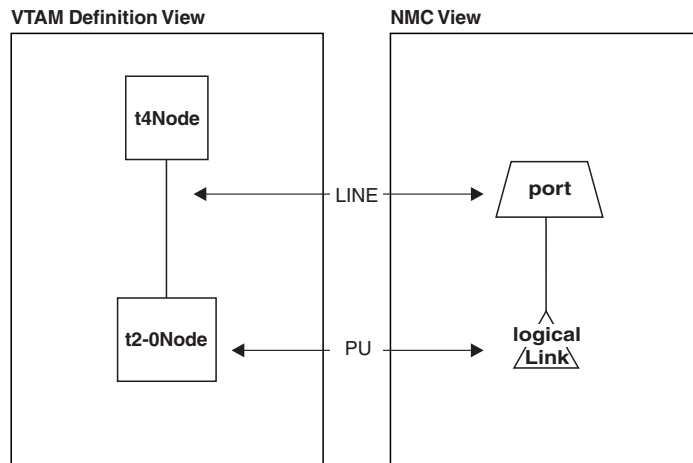 VTAM Definition View
NMC View
t4Node
LINE
port
t2-0Node
PU
logical
Link